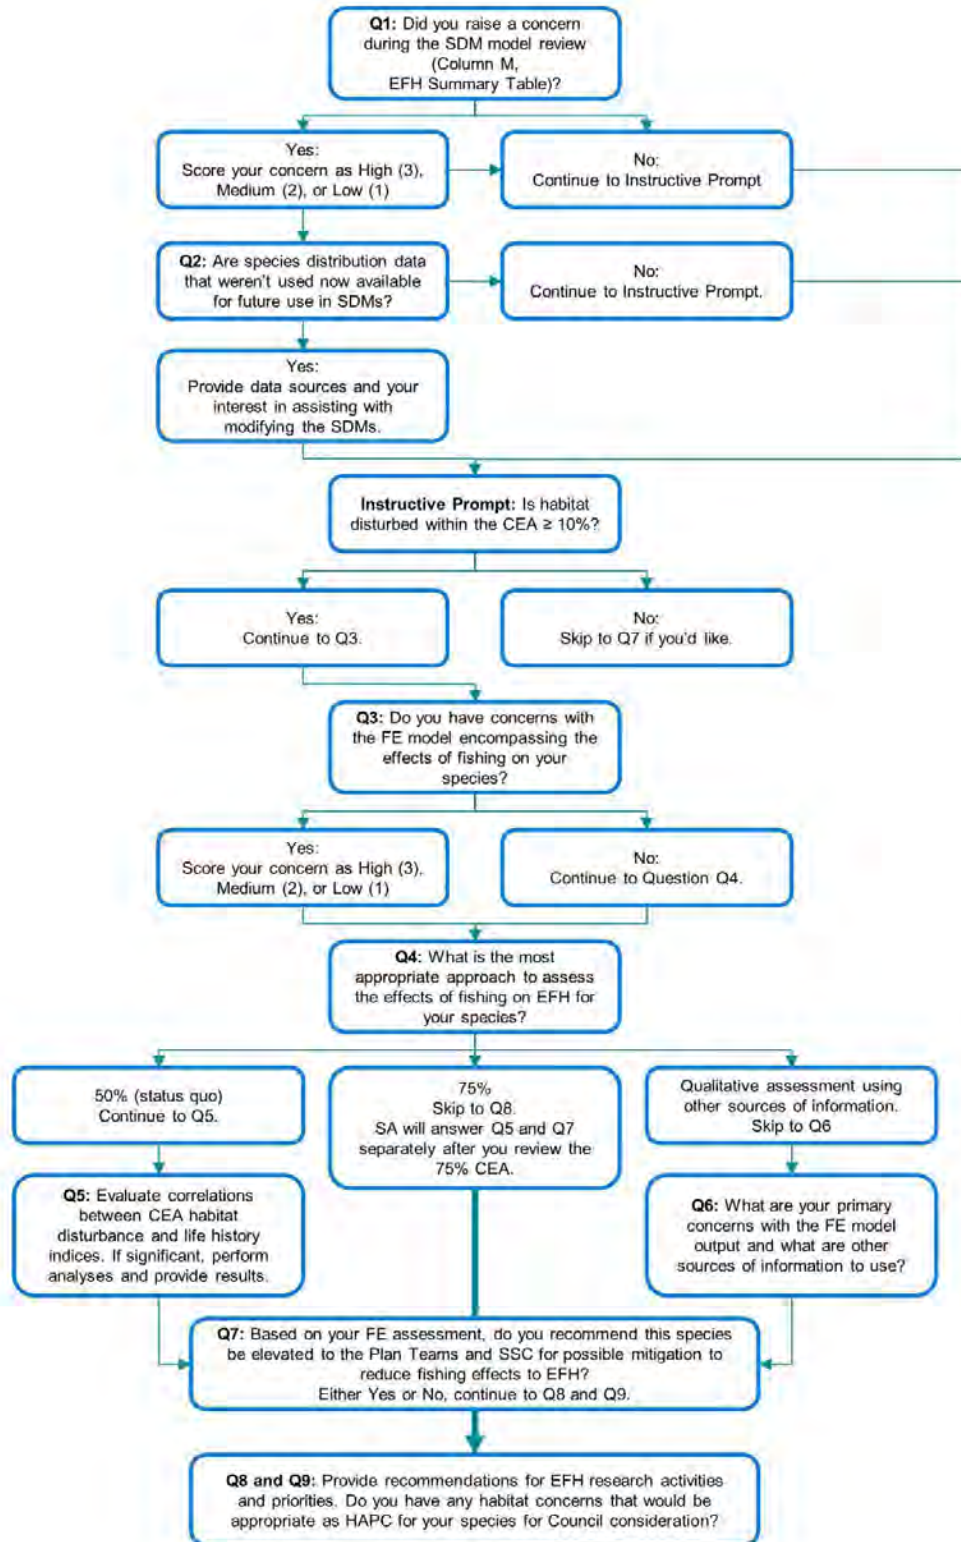 Q1: Did you raise a concern
during the SDM model review
(Column M,
EFH Summary Table)?
Yes:
Score your concern as High (3),
Medium (2), or Low (1)
No:
Continue to Instructive Prompt
Q2: Are species distribution data
that weren't used now available
for future use in SDMs?
No:
Continue to Instructive Prompt.
Yes:
Provide data sources and your
interest in assisting with
modifying the SDMs.
Instructive Prompt: Is habitat
disturbed within the CEA ≥ 10%?
Yes:
Continue to Q3.
No:
Skip to Q7 if you'd like.
Q3: Do you have concerns with
the FE model encompassing the
effects of fishing on your
species?
Yes:
Score your concern as High (3),
Medium (2), or Low (1)
No:
Continue to Question Q4.
Q4: What is the most
appropriate approach to assess
the effects of fishing on EFH for
your species?
50% (status quo)
Continue to Q5.
75%
Skip to Q8.
SA will answer Q5 and Q7
separately after you review the
75% CEA.
Qualitative assessment using
other sources of information.
Skip to Q6
Q5: Evaluate correlations
between CEA habitat
disturbance and life history
indices. If significant, perform
analyses and provide results.
Q6: What are your primary
concerns with the FE model
output and what are other
sources of information to use?
Q7: Based on your FE assessment, do you recommend this species
be elevated to the Plan Teams and SSC for possible mitigation to
reduce fishing effects to EFH?
Either Yes or No, continue to Q8 and Q9.
Q8 and Q9: Provide recommendations for EFH research activities
and priorities. Do you have any habitat concerns that would be
appropriate as HAPC for your species for Council consideration?